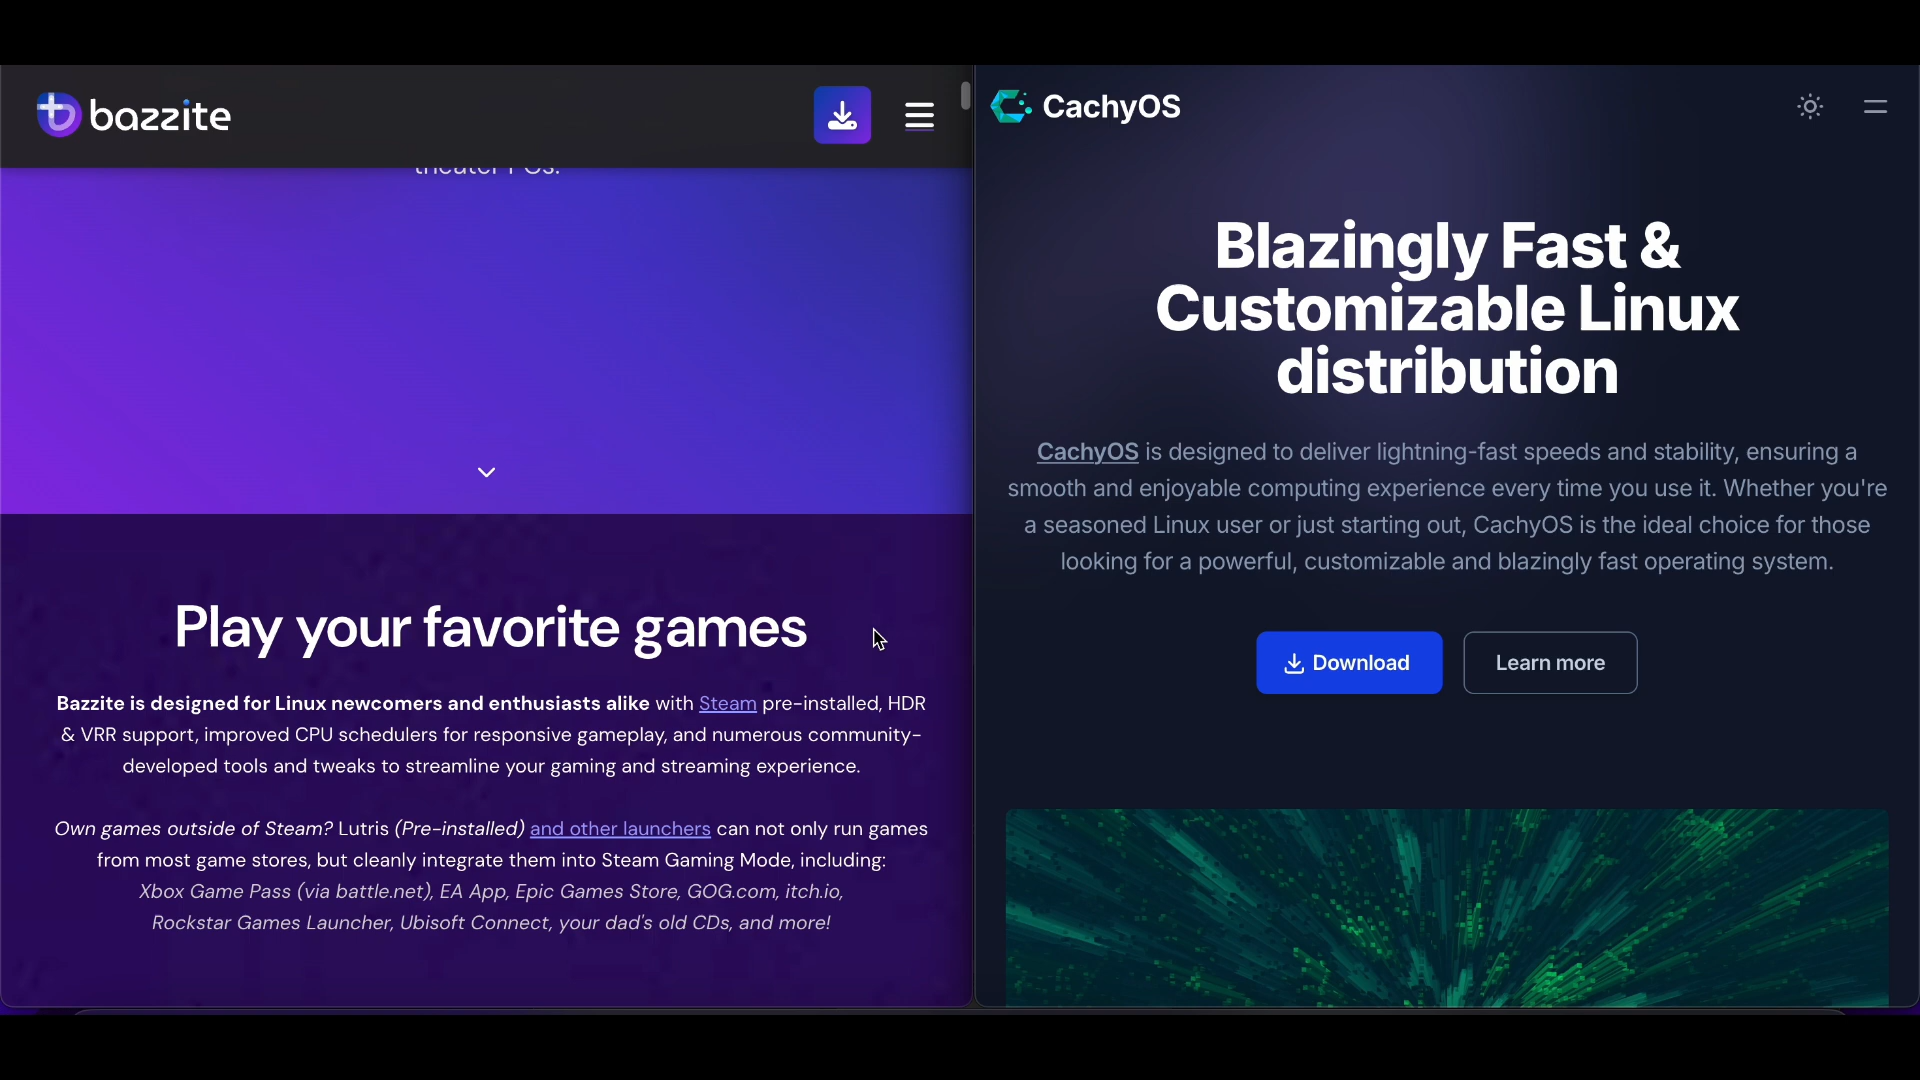 bazzite
theater PCs.
Play your favorite games
Bazzite is designed for Linux newcomers and enthusiasts alike with Steam pre-installed, HDR
& VRR support, improved CPU schedulers for responsive gameplay, and numerous community-
developed tools and tweaks to streamline your gaming and streaming experience.
Own games outside of Steam? Lutris (Pre-installed) and other launchers can not only run games
from most game stores, but cleanly integrate them into Steam Gaming Mode, including:
Xbox Game Pass (via battle.net), EA App, Epic Games Store, GOG.com, itch.io,
Rockstar Games Launcher, Ubisoft Connect, your dad's old CDs, and more!
CachyOS
Blazingly Fast &
Customizable Linux
distribution
CachyOS is designed to deliver lightning-fast speeds and stability, ensuring a
smooth and enjoyable computing experience every time you use it. Whether you're
a seasoned Linux user or just starting out, CachyOS is the ideal choice for those
looking for a powerful, customizable and blazingly fast operating system.
Download
Learn more